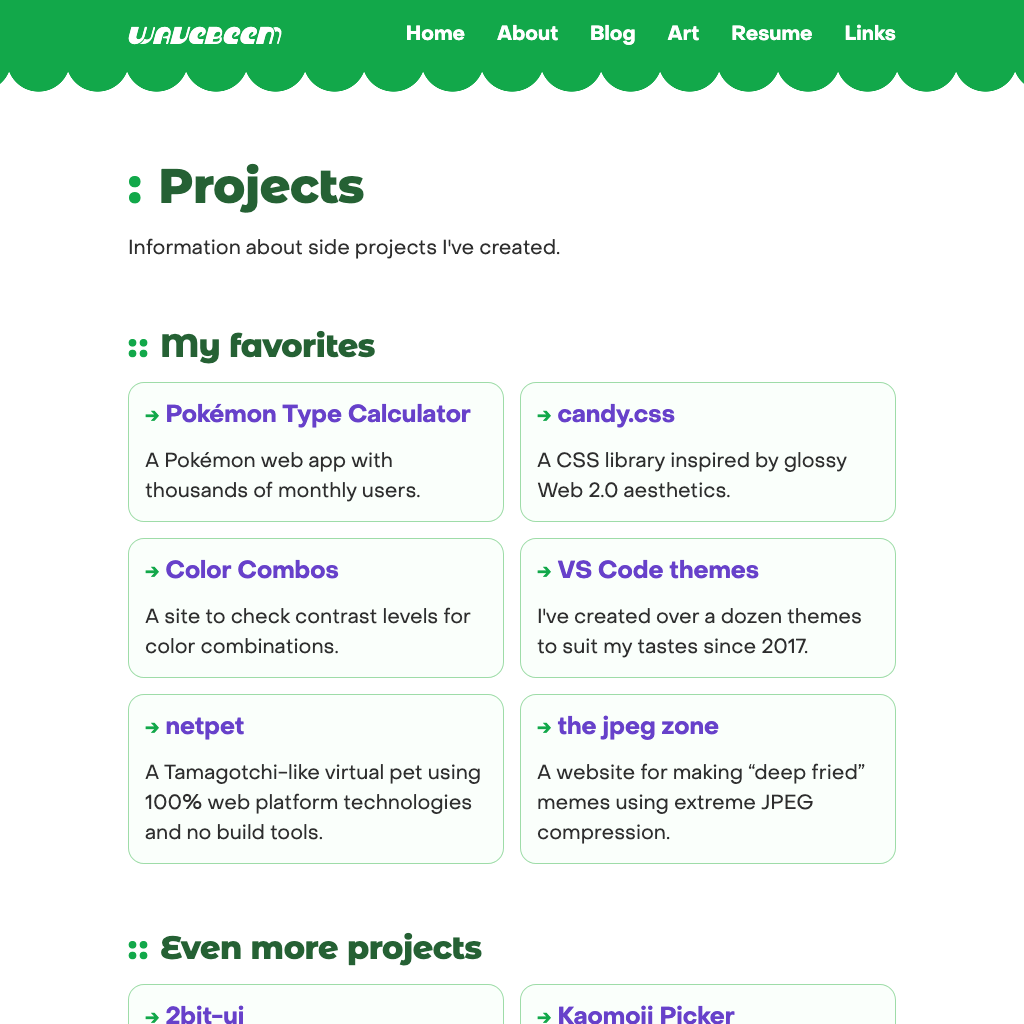 WAVEBEEM
Home About Blog Art Resume Links
: Projects
Information about side projects I've created.
My favorites
→ Pokémon Type Calculator
A Pokémon web app with
thousands of monthly users.
→ candy.css
A CSS library inspired by glossy
Web 2.0 aesthetics.
→ Color Combos
A site to check contrast levels for
color combinations.
→ VS Code themes
I've created over a dozen themes
to suit my tastes since 2017.
→ netpet
A Tamagotchi-like virtual pet using
100% web platform technologies
and no build tools.
→ the jpeg zone
A website for making “deep fried”
memes using extreme JPEG
compression.
Even more projects
→ 2bit-ui
→ Kaomoji Picker